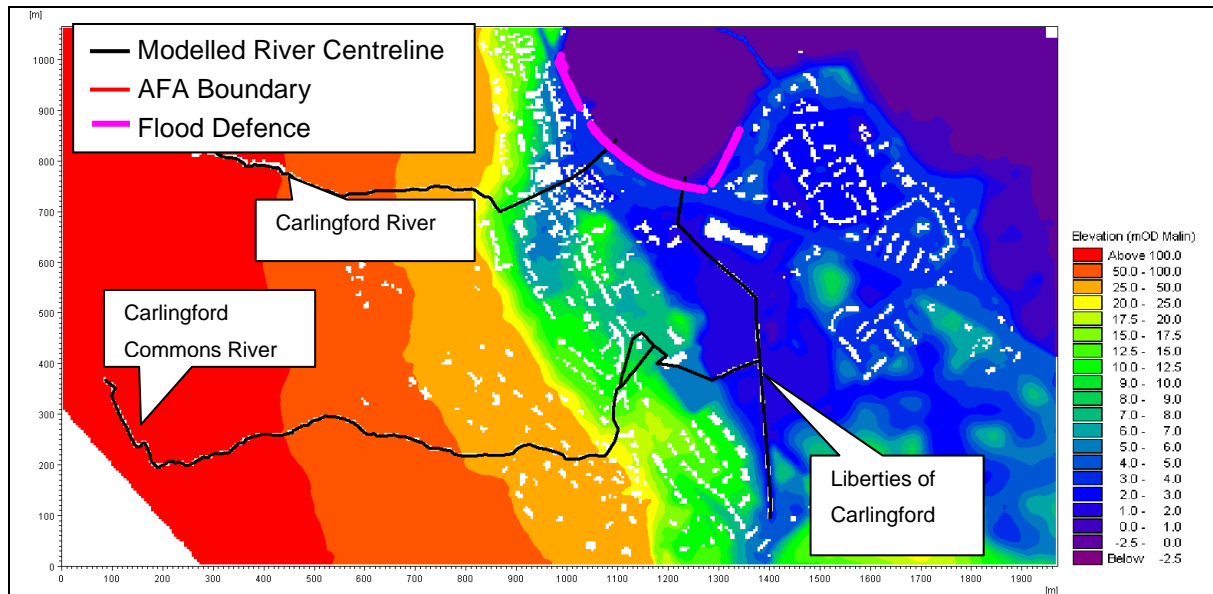 [m]
1000
900
800
700
600
500
400
300
200
100
0
Modelled River Centreline
AFA Boundary
Flood Defence
Carlingford River
Carlingford
Commons River
Liberties of
Carlingford
0 100 200 300 400 500 600 700 800 900 1000 1100 1200 1300 1400 1500 1600 1700 1800 1900
[m]
Elevation (mOD Malin)
Above 100.0
50.0 - 100.0
25.0 - 50.0
20.0 - 25.0
17.5 - 20.0
15.0 - 17.5
12.5 - 15.0
10.0 - 12.5
9.0 - 10.0
8.0 - 9.0
7.0 - 8.0
6.0 - 7.0
5.0 - 6.0
4.0 - 5.0
3.0 - 4.0
2.0 - 3.0
1.0 - 2.0
0.0 - 1.0
-2.5 - 0.0
Below -2.5